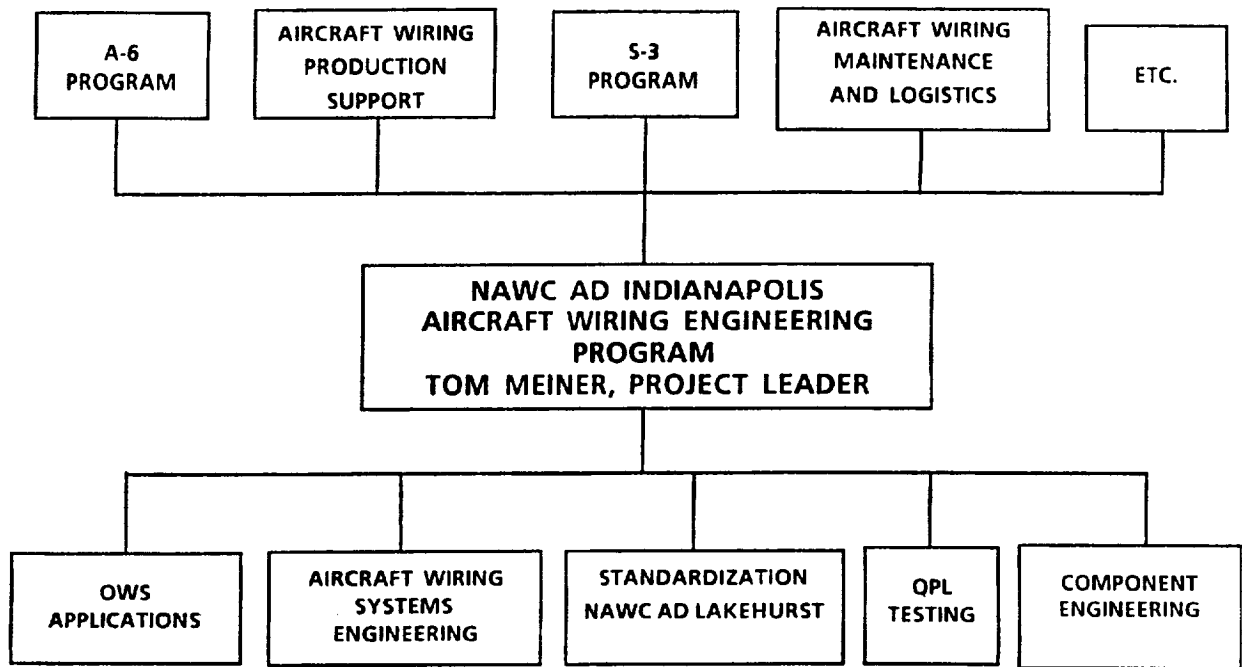 A-6
PROGRAM
AIRCRAFT WIRING
PRODUCTION
SUPPORT
S-3
PROGRAM
AIRCRAFT WIRING
MAINTENANCE
AND LOGISTICS
ETC.
NAWC AD INDIANAPOLIS
AIRCRAFT WIRING ENGINEERING
PROGRAM
TOM MEINER, PROJECT LEADER
OWS
APPLICATIONS
AIRCRAFT WIRING
SYSTEMS
ENGINEERING
STANDARDIZATION
NAWC AD LAKEHURST
QPL
TESTING
COMPONENT
ENGINEERING